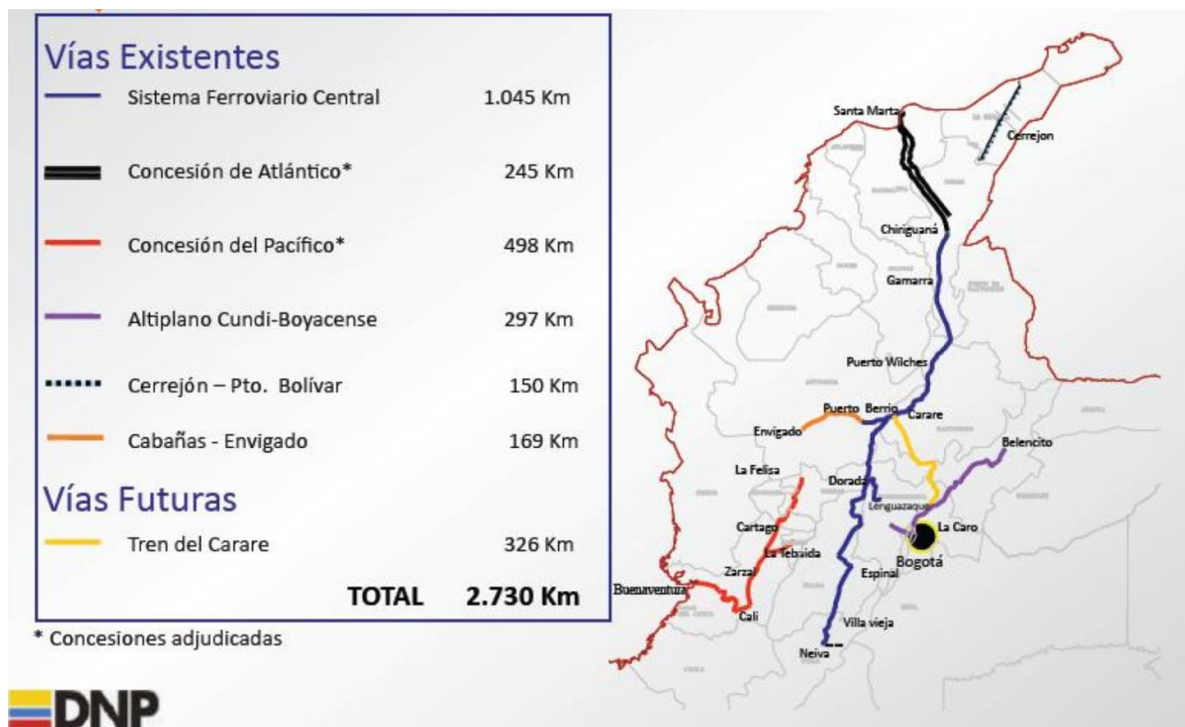 Vías Existentes
Sistema Ferroviario Central 1.045 Km
Concesión de Atlántico* 245 Km
Concesión del Pacífico* 498 Km
Altiplano Cundi-Boyacense 297 Km
Cerrejón – Pto. Bolívar 150 Km
Cabañas - Envigado 169 Km
Vías Futuras
Tren del Carare 326 Km
TOTAL 2.730 Km
* Concesiones adjudicadas
DNP
Santa Marta
Cerrejon
Chiriguaná
Gamarra
Puerto Wilches
Puerto Berrio
Carare
Envigado
Belencito
La Felisa
Dorada
Lenguazaque
Cartago
La Caro
La Tebaida
Bogotá
Zarzal
Espinal
Buenaventura
Cali
Villa vieja
Neiva